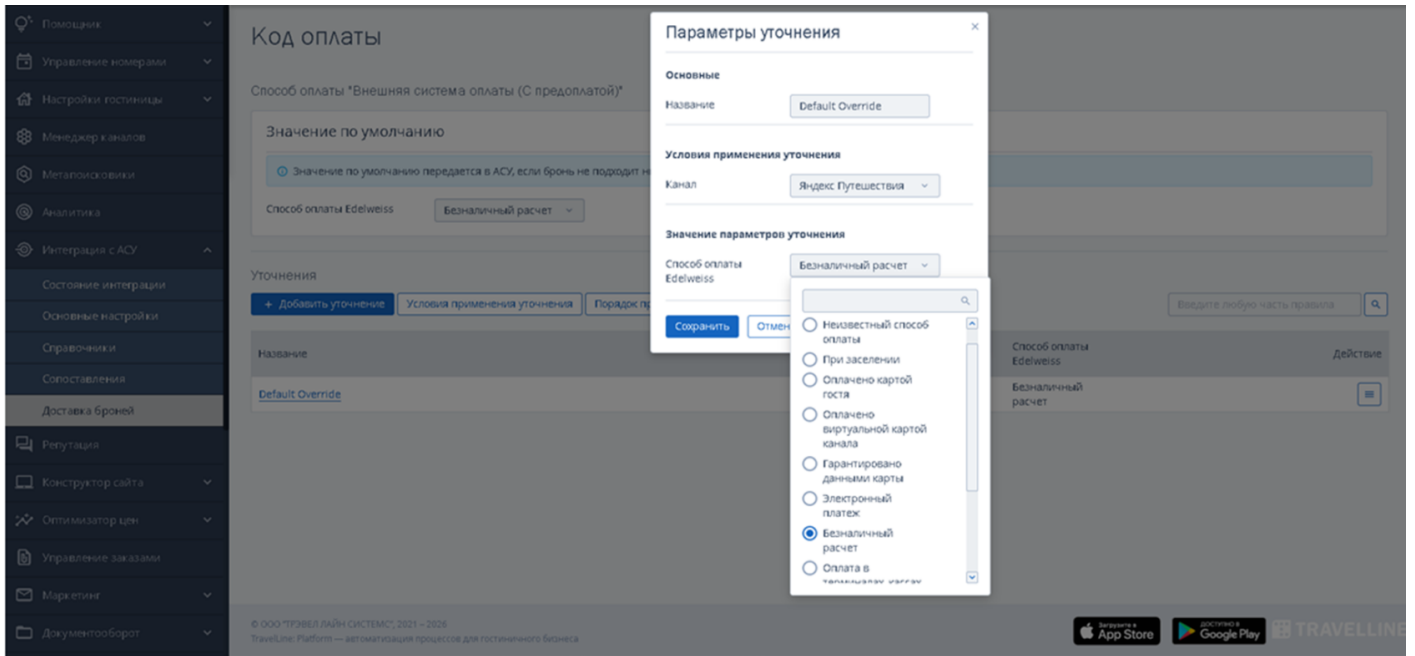 Помощник
Управление номерами
Настройки гостиницы
Менеджер каналов
Метапоисковики
Аналитика
Интеграция с АСУ
Состояние интеграции
Основные настройки
Справочники
Сопоставления
Доставка броней
Репутация
Конструктор сайта
Оптимизатор цен
Управление заказами
Маркетинг
Документооборот
Код оплаты
Способ оплаты "Внешняя система оплаты (С предоплатой)"
Значение по умолчанию
Значение по умолчанию передается в АСУ, если бронь не подходит
Способ оплаты Edelweiss
Безналичный расчет
Уточнения
+ Добавить уточнение
Условия применения уточнения
Порядок
Введите любую часть правила
Название
Способ оплаты
Edelweiss
Действие
Default Override
Безналичный
расчет
Параметры уточнения
Основные
Название
Default Override
Условия применения уточнения
Канал
Яндекс Путешествия
Значение параметров уточнения
Способ оплаты
Edelweiss
Безналичный расчет
Сохранить
Отмен
Неизвестный способ
оплаты
При заселении
Оплачено картой
гостя
Оплачено
виртуальной картой
канала
Гарантировано
данными карты
Электронный
платеж
Безналичный
расчет
Оплата в
терминалах, кассах
© ООО "ТРЭВЕЛ ЛАЙН СИСТЕМС", 2021 – 2026
TravelLine: Platform — автоматизация процессов для гостиничного бизнеса
Загрузите в
App Store
ДОСТУПНО В
Google Play
TRAVELLINE